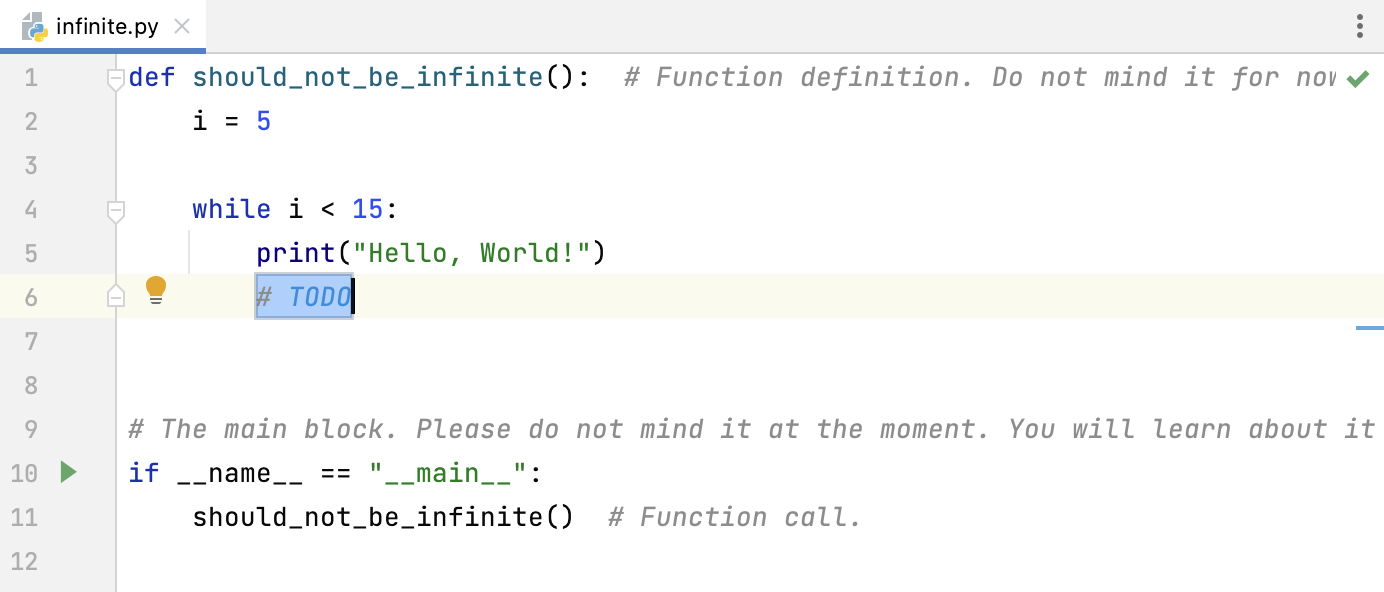 infinite.py
1 def should_not_be_infinite():  # Function definition. Do not mind it for now
2     i = 5
3
4     while i < 15:
5         print("Hello, World!")
6         # TODO
7
8
9 # The main block. Please do not mind it at the moment. You will learn about it
10 if __name__ == "__main__":
11     should_not_be_infinite()  # Function call.
12